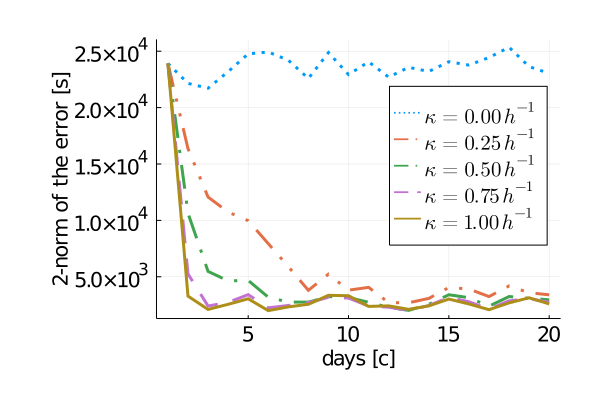 2-norm of the error [s]
2.5×10⁴
2.0×10⁴
1.5×10⁴
1.0×10⁴
5.0×10³
κ = 0.00 h⁻¹
κ = 0.25 h⁻¹
κ = 0.50 h⁻¹
κ = 0.75 h⁻¹
κ = 1.00 h⁻¹
5 10 15 20
days [c]